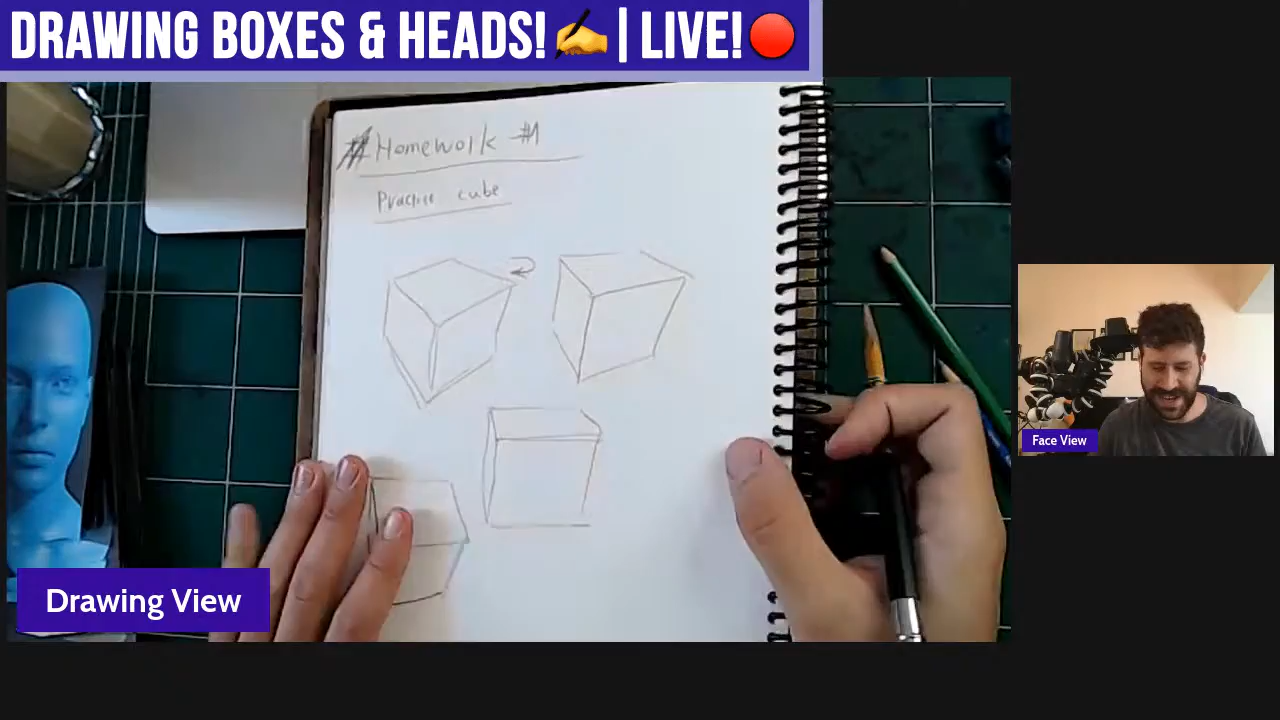 DRAWING BOXES & HEADS!✍️| LIVE!🔴
# Homework #1
Practice cube
Face View
Drawing View